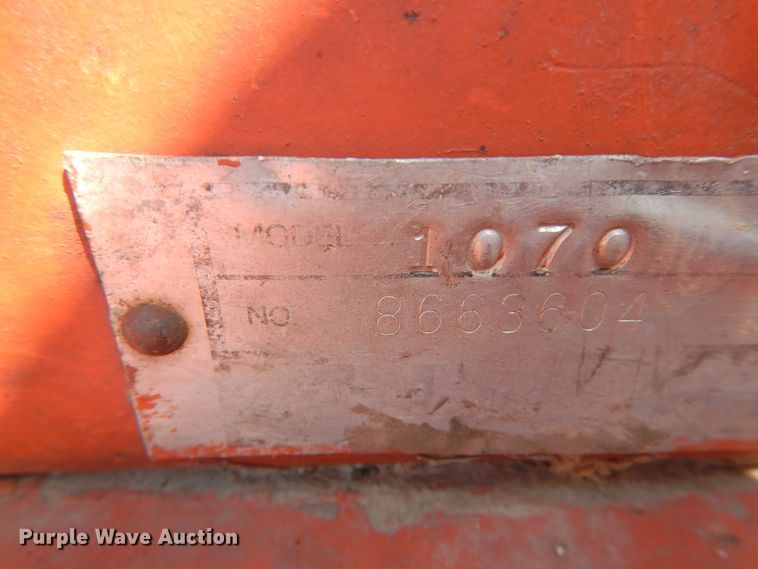 MODEL 1070
NO. 8663604
Purple Wave Auction